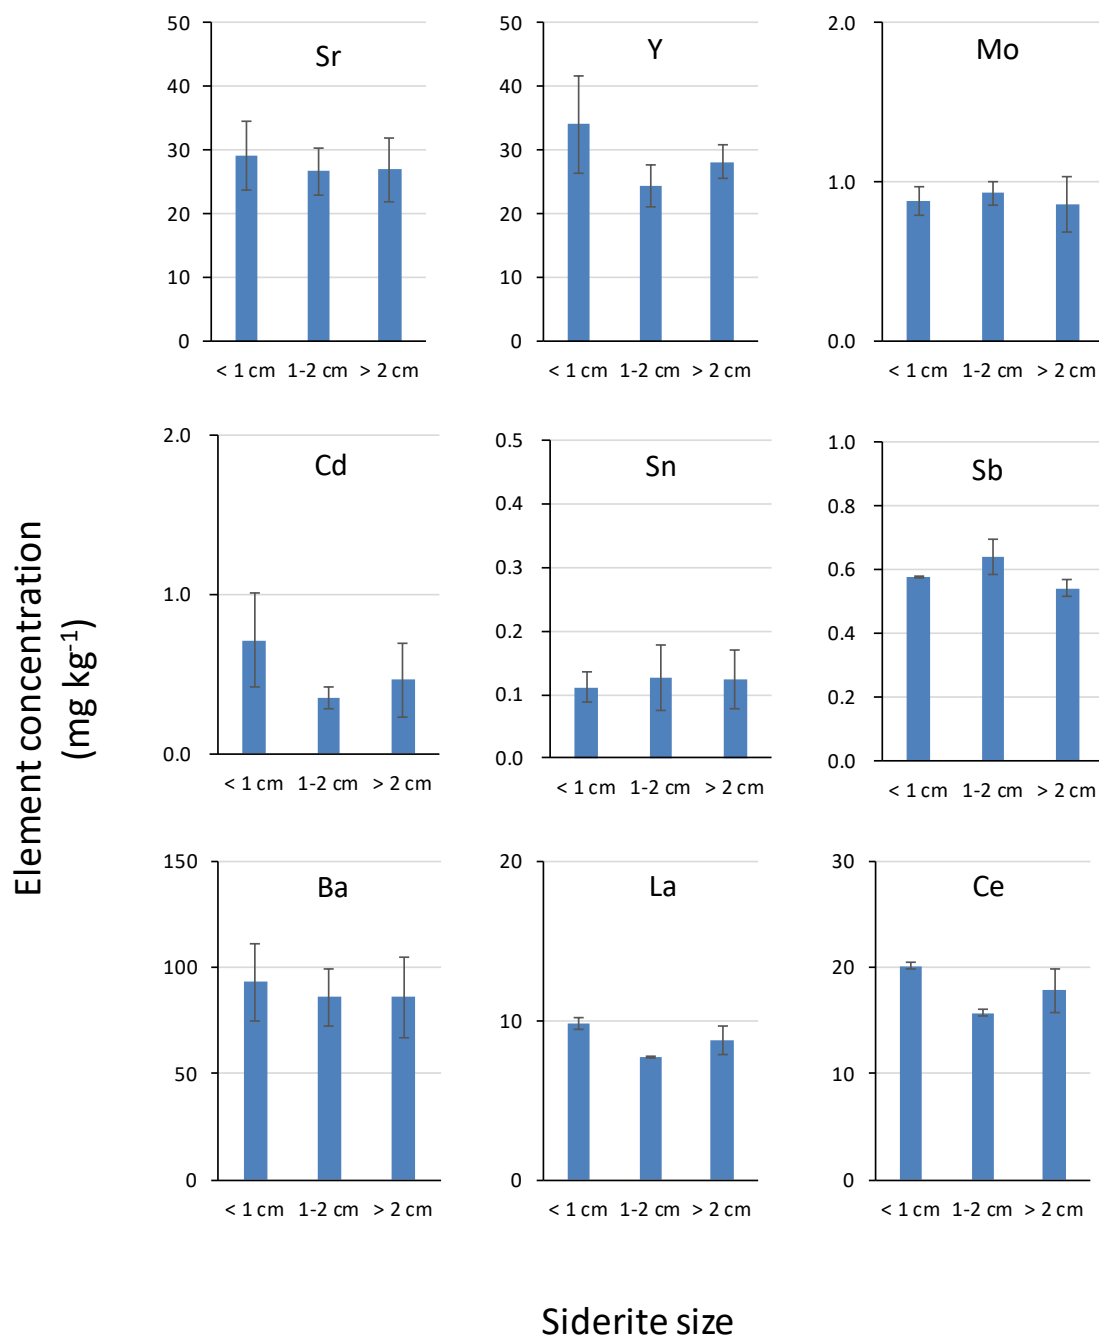 Sr
50
40
30
20
10
0
< 1 cm 1-2 cm > 2 cm
Y
50
40
30
20
10
0
< 1 cm 1-2 cm > 2 cm
Mo
2.0
1.0
0.0
< 1 cm 1-2 cm > 2 cm
Cd
2.0
1.0
0.0
< 1 cm 1-2 cm > 2 cm
Sn
0.5
0.4
0.3
0.2
0.1
0.0
< 1 cm 1-2 cm > 2 cm
Sb
1.0
0.8
0.6
0.4
0.2
0.0
< 1 cm 1-2 cm > 2 cm
Ba
150
100
50
0
< 1 cm 1-2 cm > 2 cm
La
20
10
0
< 1 cm 1-2 cm > 2 cm
Ce
30
20
10
0
< 1 cm 1-2 cm > 2 cm
Element concentration
(mg kg⁻¹)
Siderite size